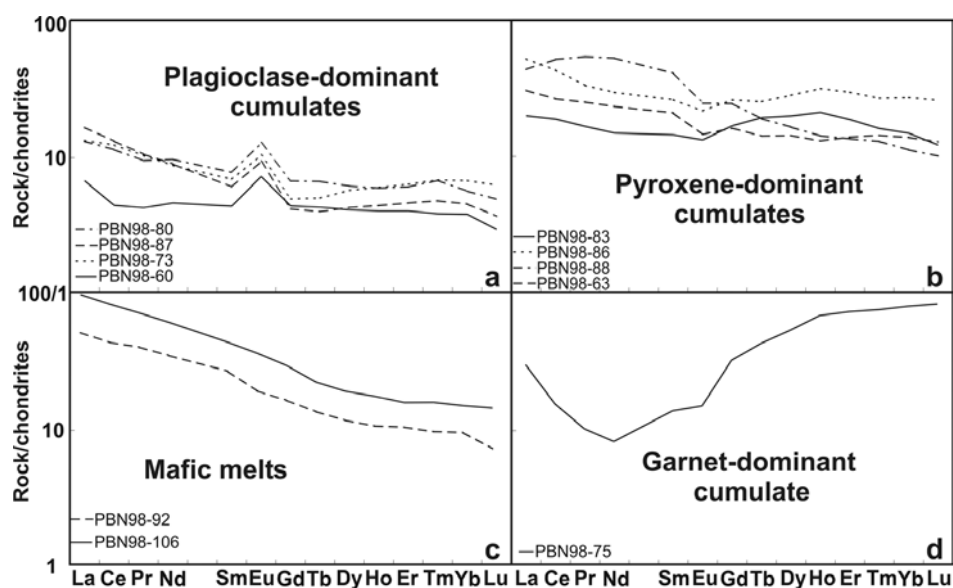 100
Rock/chondrites
10
Plagioclase-dominant
cumulates
PBN98-80
PBN98-87
PBN98-73
PBN98-60
a
Pyroxene-dominant
cumulates
PBN98-83
PBN98-86
PBN98-88
PBN98-63
b
100/1
Rock/chondrites
10
1
Mafic melts
PBN98-92
PBN98-106
c
Garnet-dominant
cumulate
PBN98-75
d
La Ce Pr Nd Sm Eu Gd Tb Dy Ho Er Tm Yb Lu
La Ce Pr Nd Sm Eu Gd Tb Dy Ho Er Tm Yb Lu